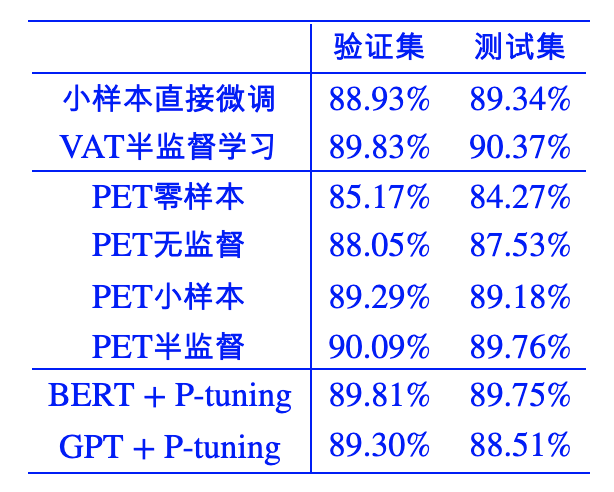 验证集 测试集
小样本直接微调 88.93% 89.34%
VAT半监督学习 89.83% 90.37%
PET零样本 85.17% 84.27%
PET无监督 88.05% 87.53%
PET小样本 89.29% 89.18%
PET半监督 90.09% 89.76%
BERT + P-tuning 89.81% 89.75%
GPT + P-tuning 89.30% 88.51%